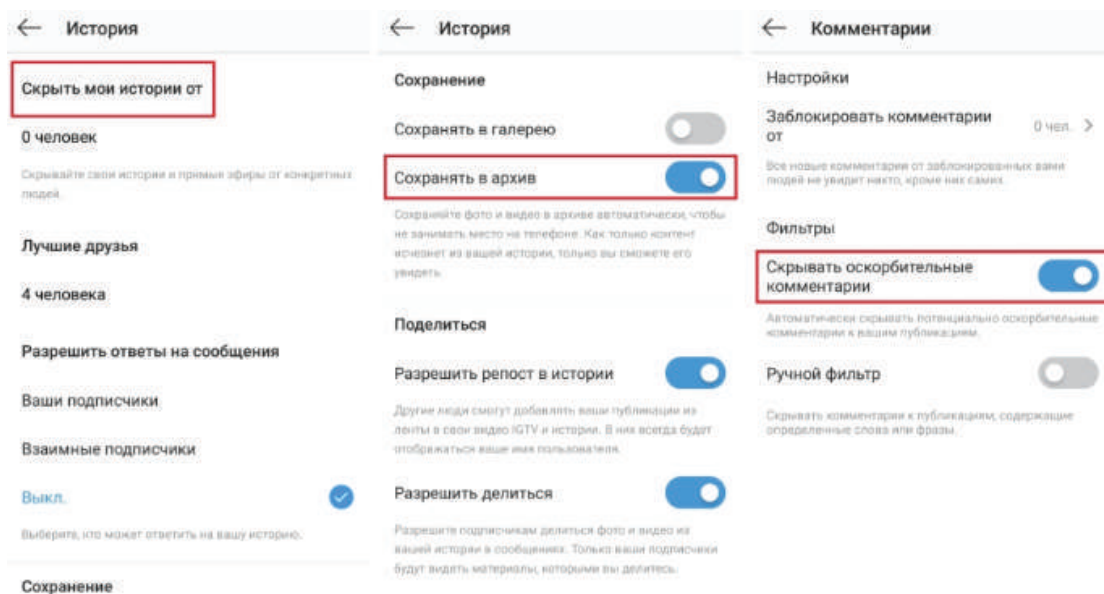 История
Скрыть мои истории от
0 человек
Скрывайте свои истории и прямые эфиры от конкретных
людей.
Лучшие друзья
4 человека
Разрешить ответы на сообщения
Ваши подписчики
Взаимные подписчики
Выкл.
Выберите, кто может ответить на вашу историю.
Сохранение
История
Сохранение
Сохранять в галерею
Сохранять в архив
Сохраняйте фото и видео в архиве автоматически, чтобы
не занимать место на телефоне. Как только контент
исчезнет из вашей истории, только вы сможете его
увидеть.
Поделиться
Разрешить репост в истории
Другие люди смогут добавлять ваши публикации из
ленты в свои видео IGTV и истории. В них всегда будет
отображаться ваше имя пользователя.
Разрешить делиться
Разрешите подписчикам делиться фото и видео из
вашей истории в сообщениях. Только ваши подписчики
будут видеть материалы, которыми вы делитесь.
Комментарии
Настройки
Заблокировать комментарии
от
0 чел.
Все новые комментарии от заблокированных вами
людей не увидит никто, кроме них самих.
Фильтры
Скрывать оскорбительные
комментарии
Автоматически скрывать потенциально оскорбительные
комментарии к вашим публикациям.
Ручной фильтр
Скрывать комментарии к публикациям, содержащие
определенные слова или фразы.